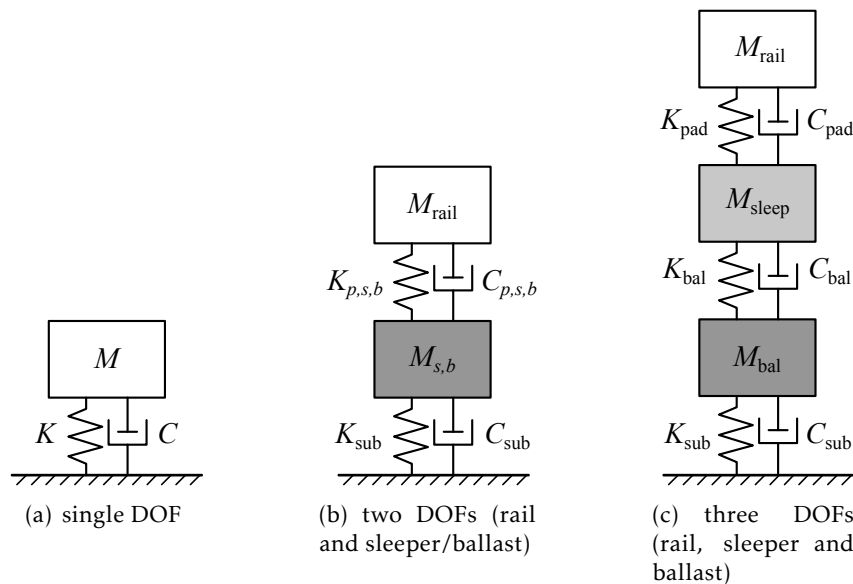 M
K
C
(a) single DOF
M_rail
K_p,s,b
C_p,s,b
M_s,b
K_sub
C_sub
(b) two DOFs (rail
and sleeper/ballast)
M_rail
K_pad
C_pad
M_sleep
K_bal
C_bal
M_bal
K_sub
C_sub
(c) three DOFs
(rail, sleeper and
ballast)